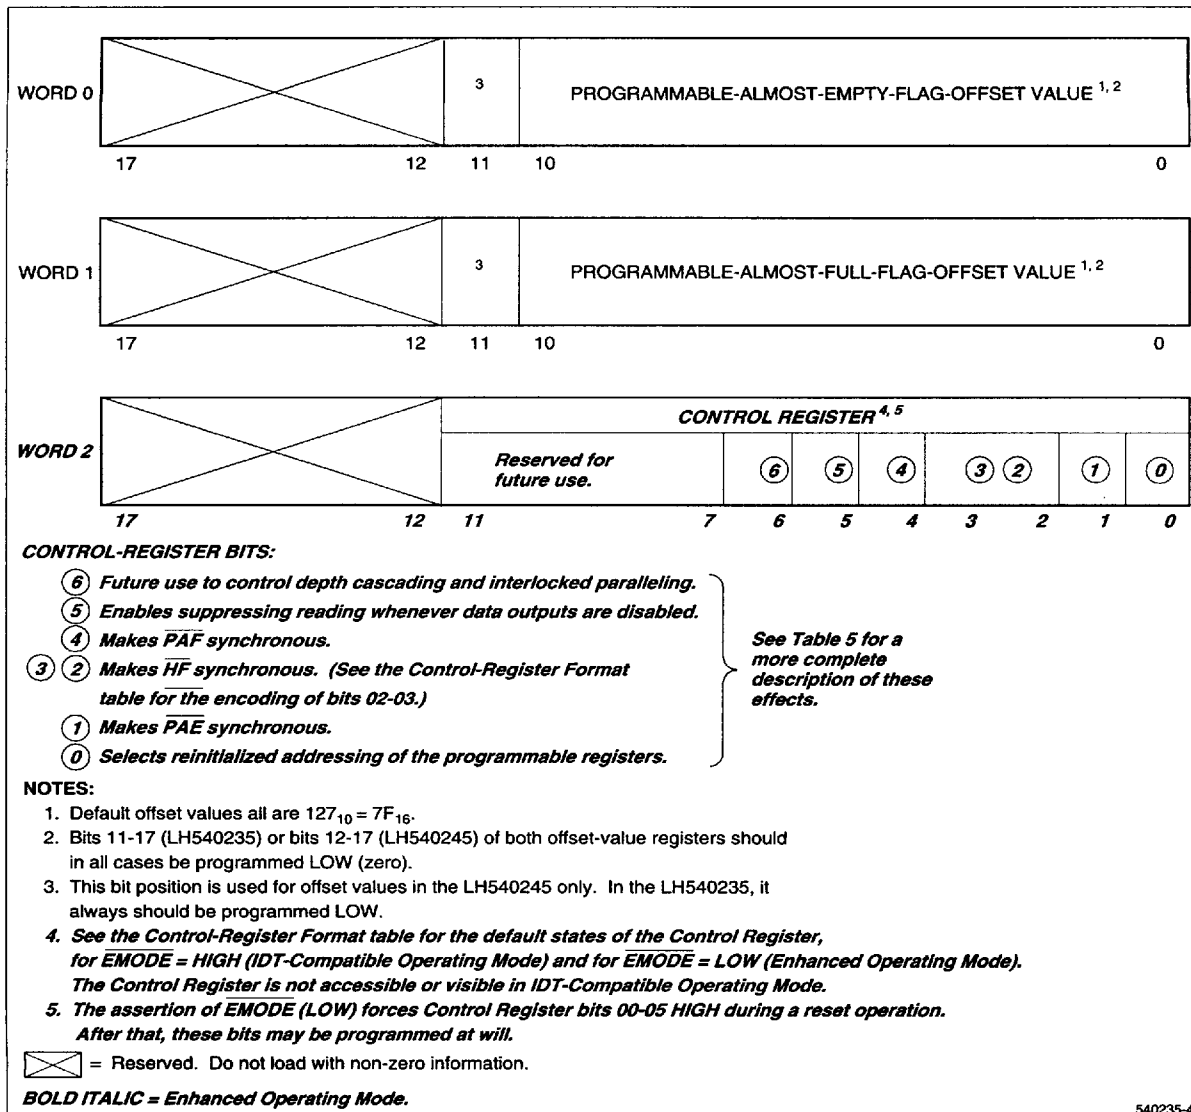 WORD 0
3
PROGRAMMABLE-ALMOST-EMPTY-FLAG-OFFSET VALUE 1, 2
17 12 11 10 0
WORD 1
3
PROGRAMMABLE-ALMOST-FULL-FLAG-OFFSET VALUE 1, 2
17 12 11 10 0
WORD 2
CONTROL REGISTER 4, 5
Reserved for
future use.
6 5 4 3 2 1 0
17 12 11 7 6 5 4 3 2 1 0
CONTROL-REGISTER BITS:
6 Future use to control depth cascading and interlocked paralleling.
5 Enables suppressing reading whenever data outputs are disabled.
4 Makes P̅A̅F̅ synchronous.
3 2 Makes H̅F̅ synchronous. (See the Control-Register Format
table for the encoding of bits 02-03.)
1 Makes P̅A̅E̅ synchronous.
0 Selects reinitialized addressing of the programmable registers.
See Table 5 for a
more complete
description of these
effects.
NOTES:
1. Default offset values all are 127₁₀ = 7F₁₆.
2. Bits 11-17 (LH540235) or bits 12-17 (LH540245) of both offset-value registers should
in all cases be programmed LOW (zero).
3. This bit position is used for offset values in the LH540245 only. In the LH540235, it
always should be programmed LOW.
4. See the Control-Register Format table for the default states of the Control Register,
for E̅M̅O̅D̅E̅ = HIGH (IDT-Compatible Operating Mode) and for E̅M̅O̅D̅E̅ = LOW (Enhanced Operating Mode).
The Control Register is not accessible or visible in IDT-Compatible Operating Mode.
5. The assertion of E̅M̅O̅D̅E̅ (LOW) forces Control Register bits 00-05 HIGH during a reset operation.
After that, these bits may be programmed at will.
= Reserved. Do not load with non-zero information.
BOLD ITALIC = Enhanced Operating Mode.
540235-4